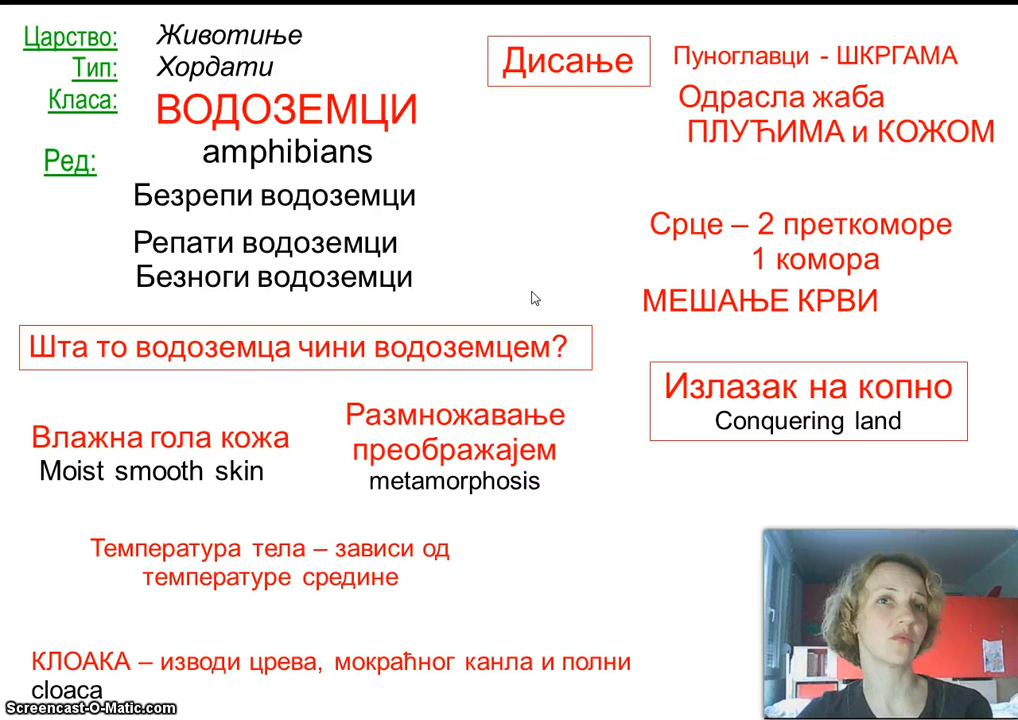 Царство: Животиње
Тип: Хордати
Класа: ВОДОЗЕМЦИ
amphibians
Ред:
Безрепи водоземци
Репати водоземци
Безноги водоземци
Дисање
Пуноглавци - ШКРГАМА
Одрасла жаба
ПЛУЋИМА и КОЖОМ
Срце – 2 преткоморе
1 комора
МЕШАЊЕ КРВИ
Шта то водоземца чини водоземцем?
Излазак на копно
Conquering land
Влажна гола кожа
Moist smooth skin
Размножавање
преображајем
metamorphosis
Температура тела – зависи од
температуре средине
КЛОАКА – изводи црева, мокраћног канла и полни
cloaca
Screencast-O-Matic.com